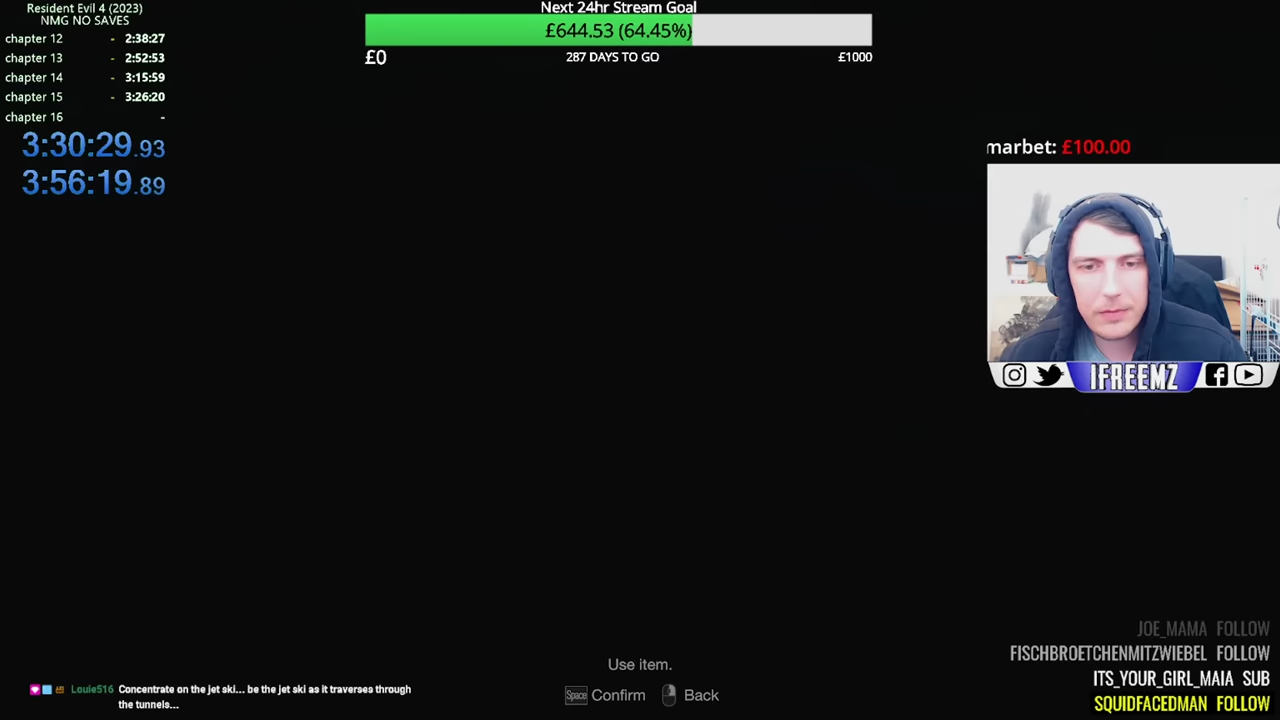 Resident Evil 4 (2023)
NMG NO SAVES
chapter 12 - 2:38:27
chapter 13 - 2:52:53
chapter 14 - 3:15:59
chapter 15 - 3:26:20
chapter 16 -
3:30:29.93
3:56:19.89
Next 24hr Stream Goal
£644.53 (64.45%)
£0 287 DAYS TO GO £1000
marbet: £100.00
IFREEMZ
JOE_MAMA FOLLOW
FISCHBROETCHENMITZWIEBEL FOLLOW
ITS_YOUR_GIRL_MAIA SUB
SQUIDFACEDMAN FOLLOW
Use item.
Space Confirm Back
Louie516 Concentrate on the jet ski... be the jet ski as it traverses through
the tunnels...